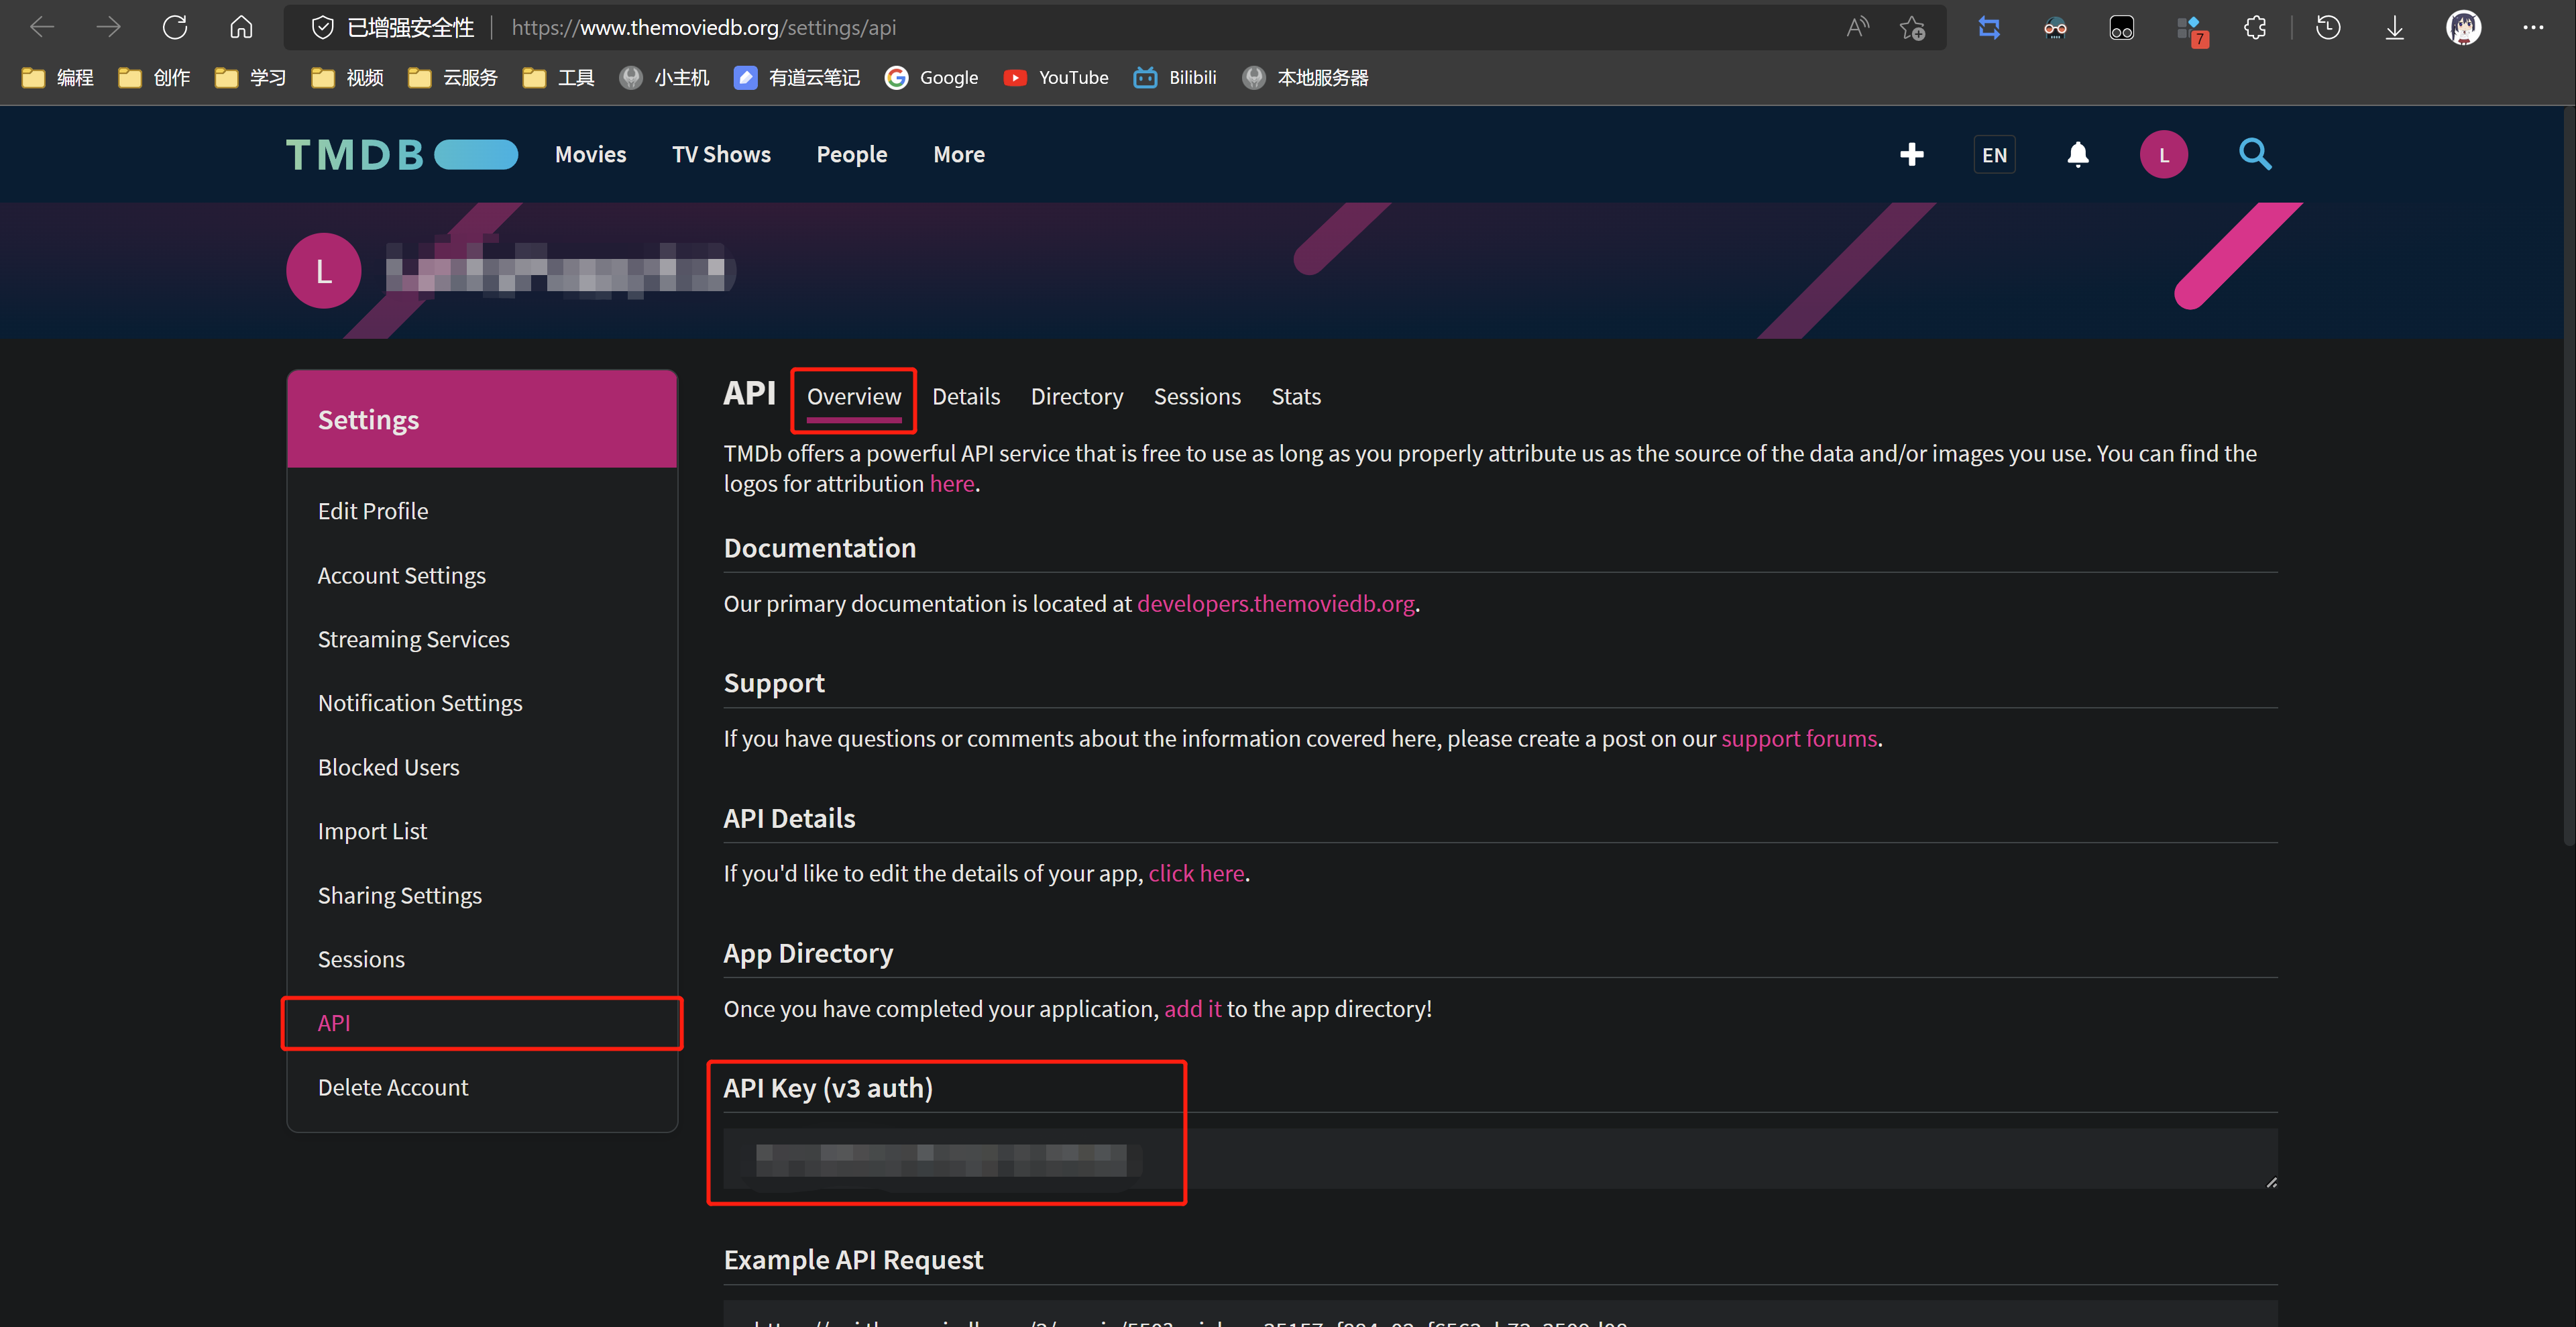 已增强安全性 https://www.themoviedb.org/settings/api
7
编程 创作 学习 视频 云服务 工具 小主机 有道云笔记 Google YouTube Bilibili 本地服务器
TMDB Movies TV Shows People More EN L
L
Settings
Edit Profile
Account Settings
Streaming Services
Notification Settings
Blocked Users
Import List
Sharing Settings
Sessions
API
Delete Account
API Overview Details Directory Sessions Stats
TMDb offers a powerful API service that is free to use as long as you properly attribute us as the source of the data and/or images you use. You can find the
logos for attribution here.
Documentation
Our primary documentation is located at developers.themoviedb.org.
Support
If you have questions or comments about the information covered here, please create a post on our support forums.
API Details
If you'd like to edit the details of your app, click here.
App Directory
Once you have completed your application, add it to the app directory!
API Key (v3 auth)
Example API Request